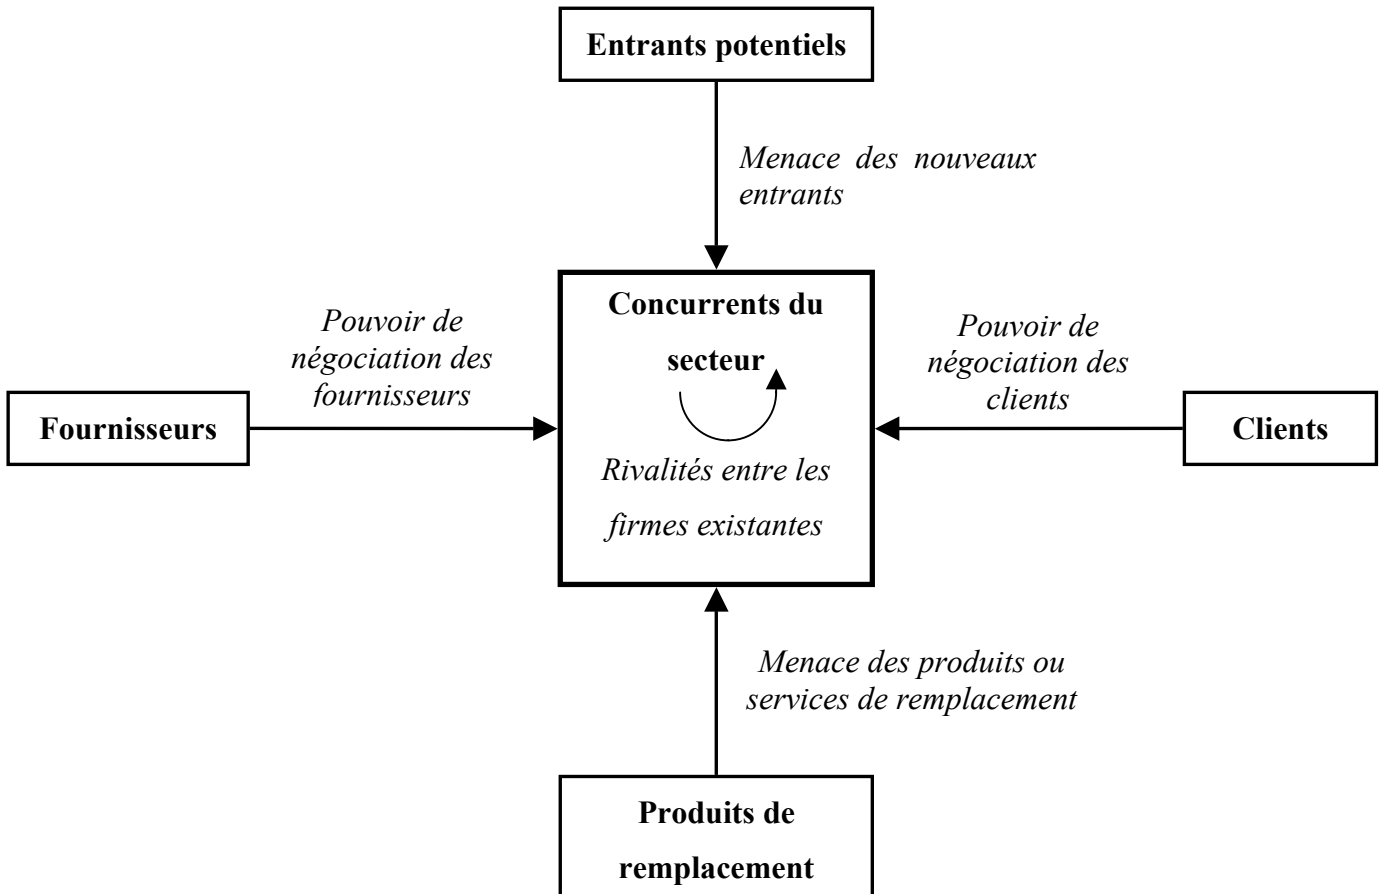 Entrants potentiels
Menace des nouveaux
entrants
Concurrents du
secteur
Rivalités entre les
firmes existantes
Pouvoir de
négociation des
fournisseurs
Fournisseurs
Pouvoir de
négociation des
clients
Clients
Menace des produits ou
services de remplacement
Produits de
remplacement